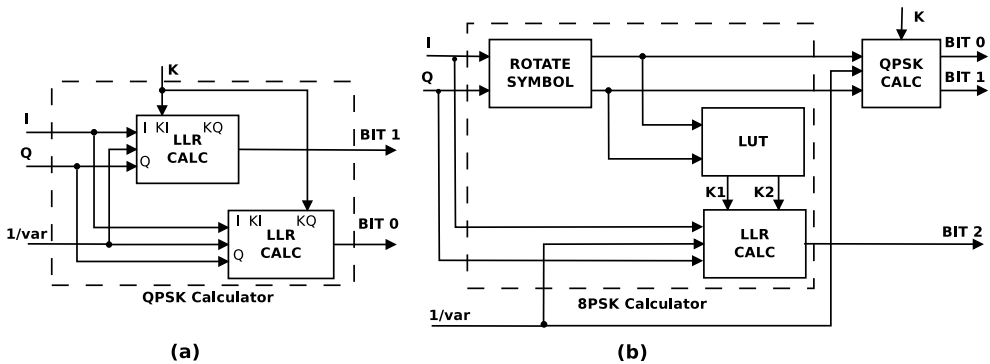 K
I
Q
1/var
I KI KQ
LLR
CALC
Q
BIT 1
I KI KQ
LLR
CALC
Q
BIT 0
QPSK Calculator
(a)
K
I
Q
ROTATE
SYMBOL
QPSK
CALC
BIT 0
BIT 1
LUT
K1 K2
LLR
CALC
BIT 2
8PSK Calculator
1/var
(b)